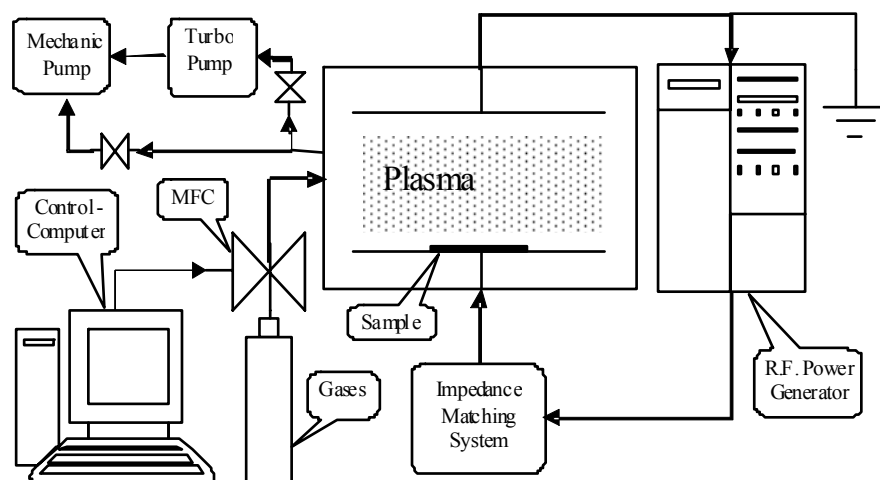 Mechanic
Pump
Turbo
Pump
Plasma
MFC
Control-
Computer
Sample
Gases
Impedance
Matching
System
R.F. Power
Generator